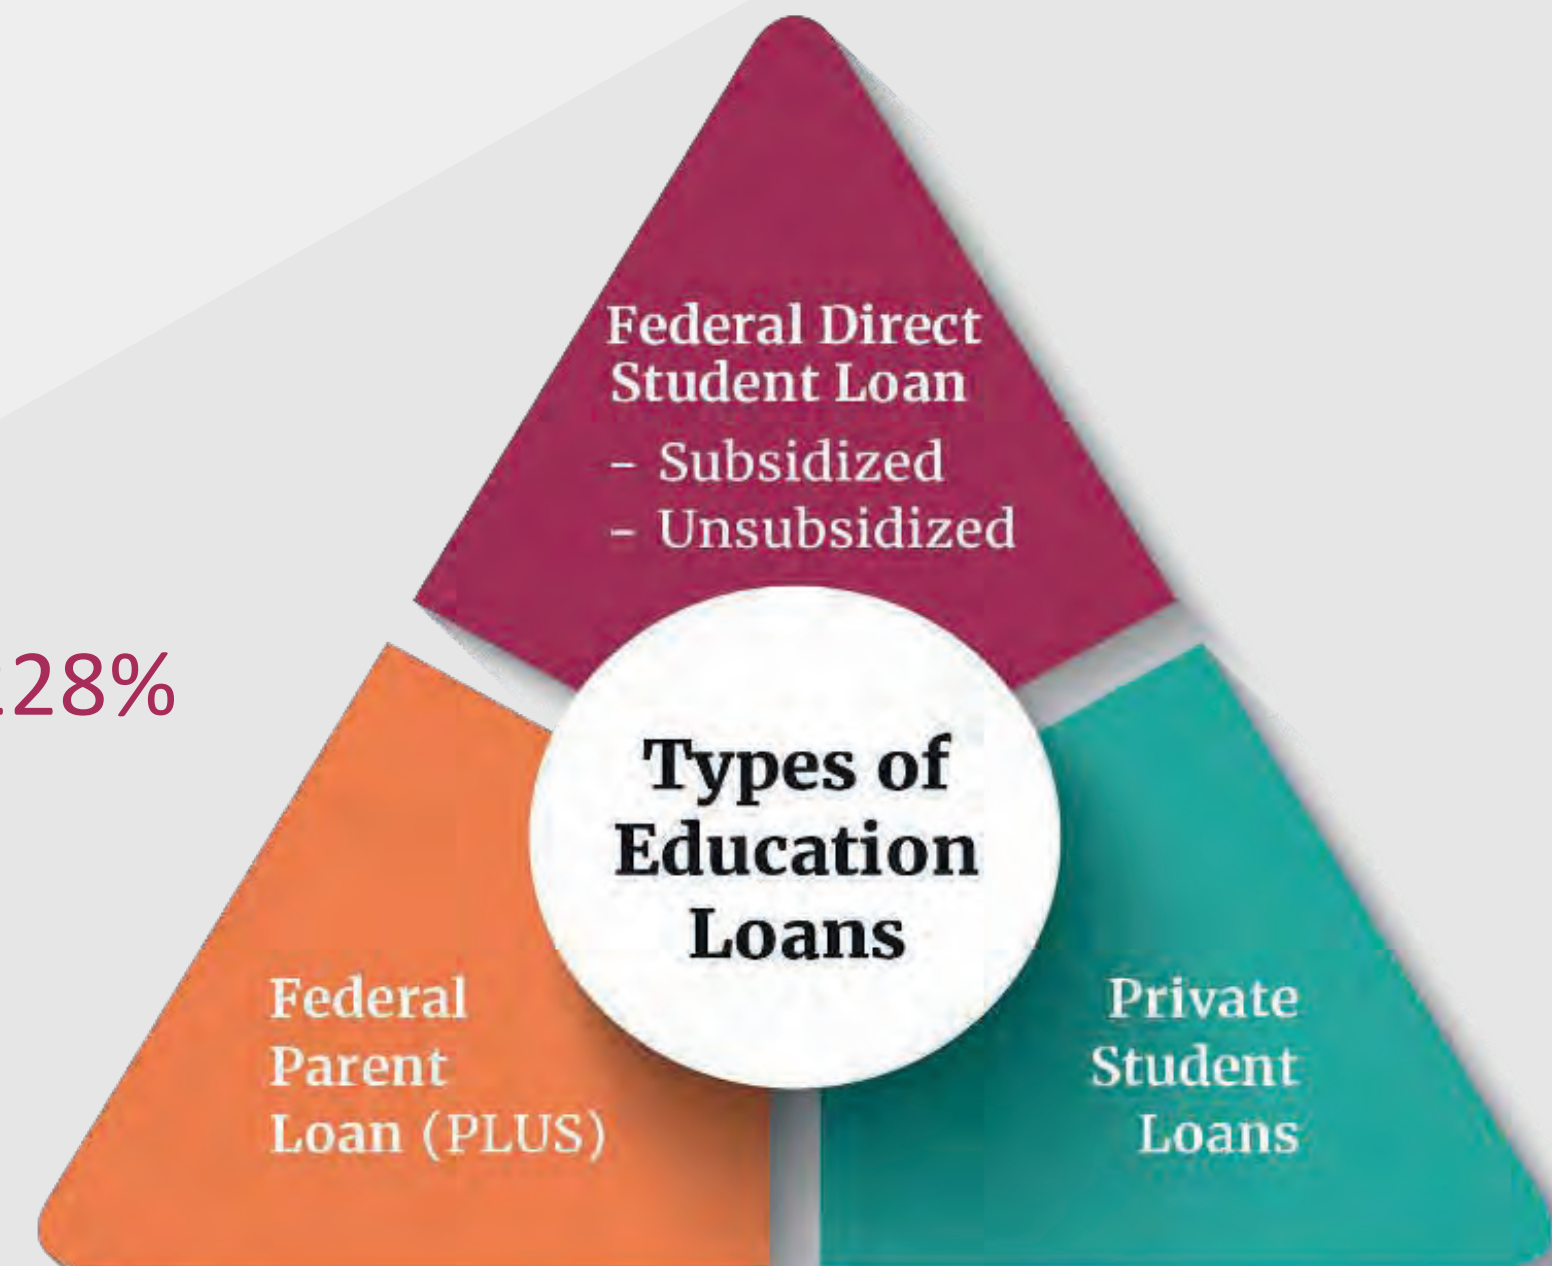 Federal Direct
Student Loan
- Subsidized
- Unsubsidized
28%
Types of
Education
Loans
Federal
Parent
Loan (PLUS)
Private
Student
Loans